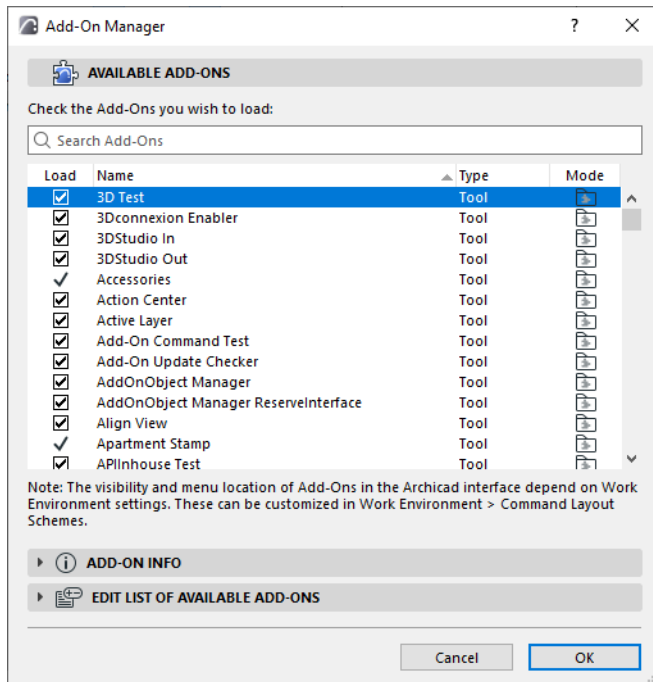 Add-On Manager
AVAILABLE ADD-ONS
Check the Add-Ons you wish to load:
Search Add-Ons
Load Name Type Mode
3D Test Tool
3Dconnexion Enabler Tool
3DStudio In Tool
3DStudio Out Tool
Accessories Tool
Action Center Tool
Active Layer Tool
Add-On Command Test Tool
Add-On Update Checker Tool
AddOnObject Manager Tool
AddOnObject Manager ReserveInterface Tool
Align View Tool
Apartment Stamp Tool
APIInhouse Test Tool
Note: The visibility and menu location of Add-Ons in the Archicad interface depend on Work
Environment settings. These can be customized in Work Environment > Command Layout
Schemes.
ADD-ON INFO
EDIT LIST OF AVAILABLE ADD-ONS
Cancel OK